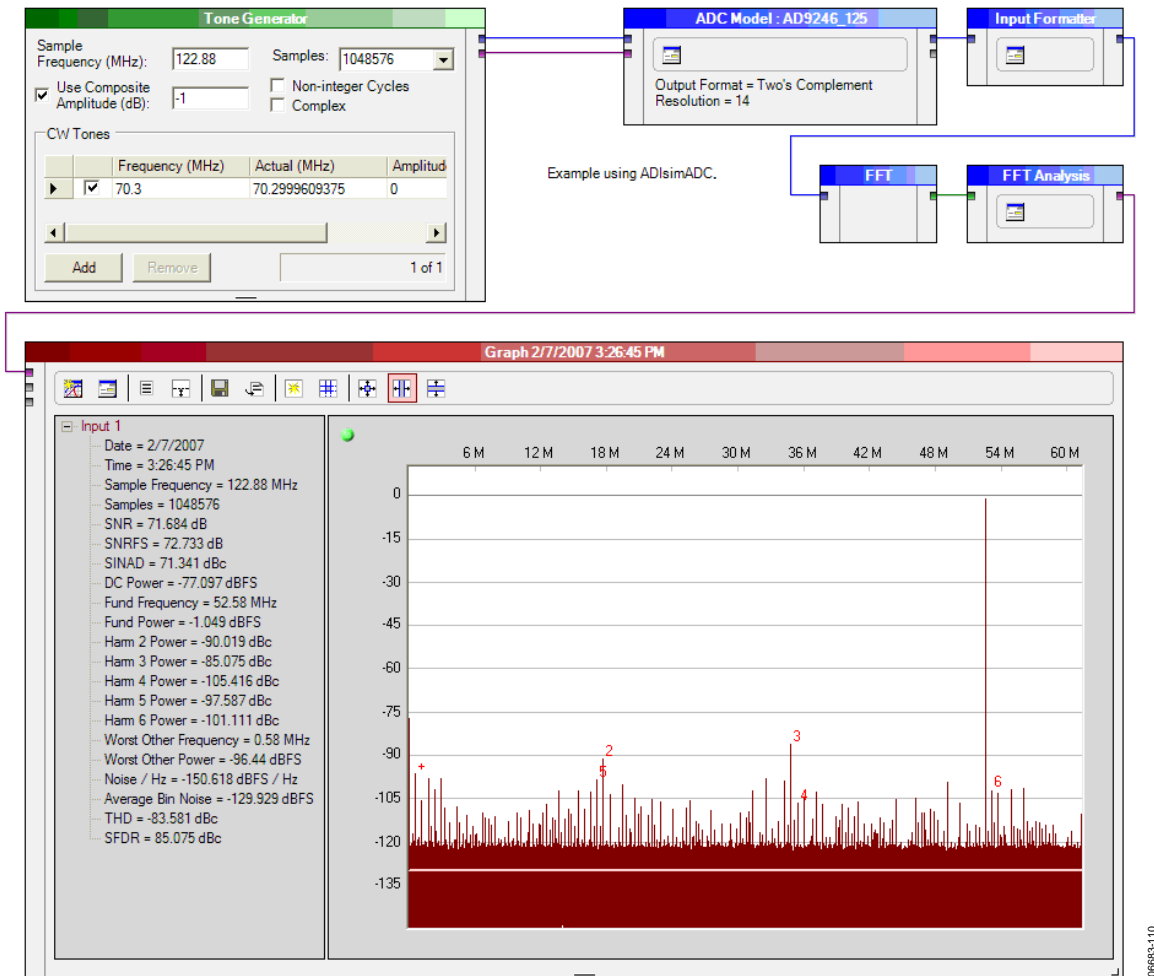 Tone Generator
Sample
Frequency (MHz): 122.88 Samples: 1048576
Use Composite
Amplitude (dB): -1
Non-integer Cycles
Complex
CW Tones
Frequency (MHz) Actual (MHz) Amplitud
70.3 70.2999609375 0
Add Remove 1 of 1
ADC Model : AD9246_125
Output Format = Two's Complement
Resolution = 14
Input Formatter
Example using ADIsimADC.
FFT
FFT Analysis
Graph 2/7/2007 3:26:45 PM
Input 1
Date = 2/7/2007
Time = 3:26:45 PM
Sample Frequency = 122.88 MHz
Samples = 1048576
SNR = 71.684 dB
SNRFS = 72.733 dB
SINAD = 71.341 dBc
DC Power = -77.097 dBFS
Fund Frequency = 52.58 MHz
Fund Power = -1.049 dBFS
Harm 2 Power = -90.019 dBc
Harm 3 Power = -85.075 dBc
Harm 4 Power = -105.416 dBc
Harm 5 Power = -97.587 dBc
Harm 6 Power = -101.111 dBc
Worst Other Frequency = 0.58 MHz
Worst Other Power = -96.44 dBFS
Noise / Hz = -150.618 dBFS / Hz
Average Bin Noise = -129.929 dBFS
THD = -83.581 dBc
SFDR = 85.075 dBc
6 M 12 M 18 M 24 M 30 M 36 M 42 M 48 M 54 M 60 M
0
-15
-30
-45
-60
-75
-90
-105
-120
-135
+
2
5
3
4
6
06683-110